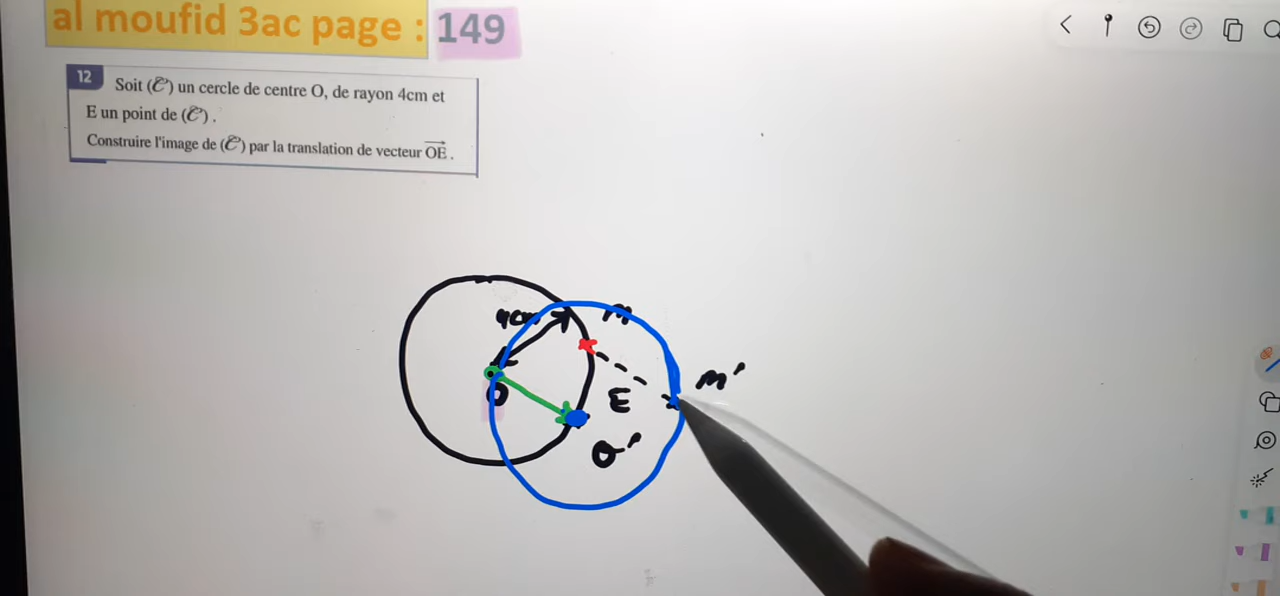 al moufid 3ac page : 149
12 Soit (C) un cercle de centre O, de rayon 4cm et
E un point de (C) .
Construire l'image de (C) par la translation de vecteur OE .
4cm M
M'
O E
O'